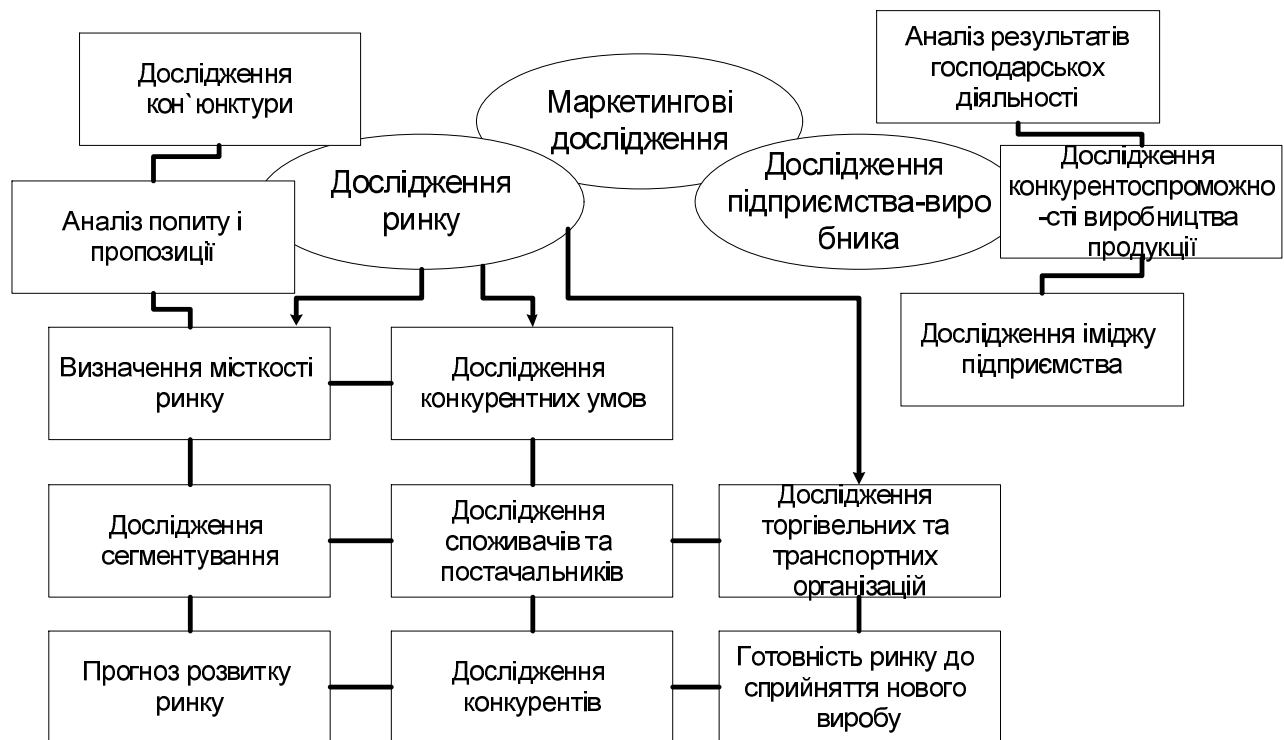 Дослідження
кон`юнктури
Маркетингові
дослідження
Аналіз результатів
господарськох
діяльності
Аналіз попиту і
пропозиції
Дослідження
ринку
Дослідження
підприємства-виро
бника
Дослідження
конкурентоспроможно
-сті виробництва
продукції
Визначення місткості
ринку
Дослідження
конкурентних умов
Дослідження іміджу
підприємства
Дослідження
сегментування
Дослідження
споживачів та
постачальників
Дослідження
торгівельних та
транспортних
організацій
Прогноз розвитку
ринку
Дослідження
конкурентів
Готовність ринку до
сприйняття нового
виробу